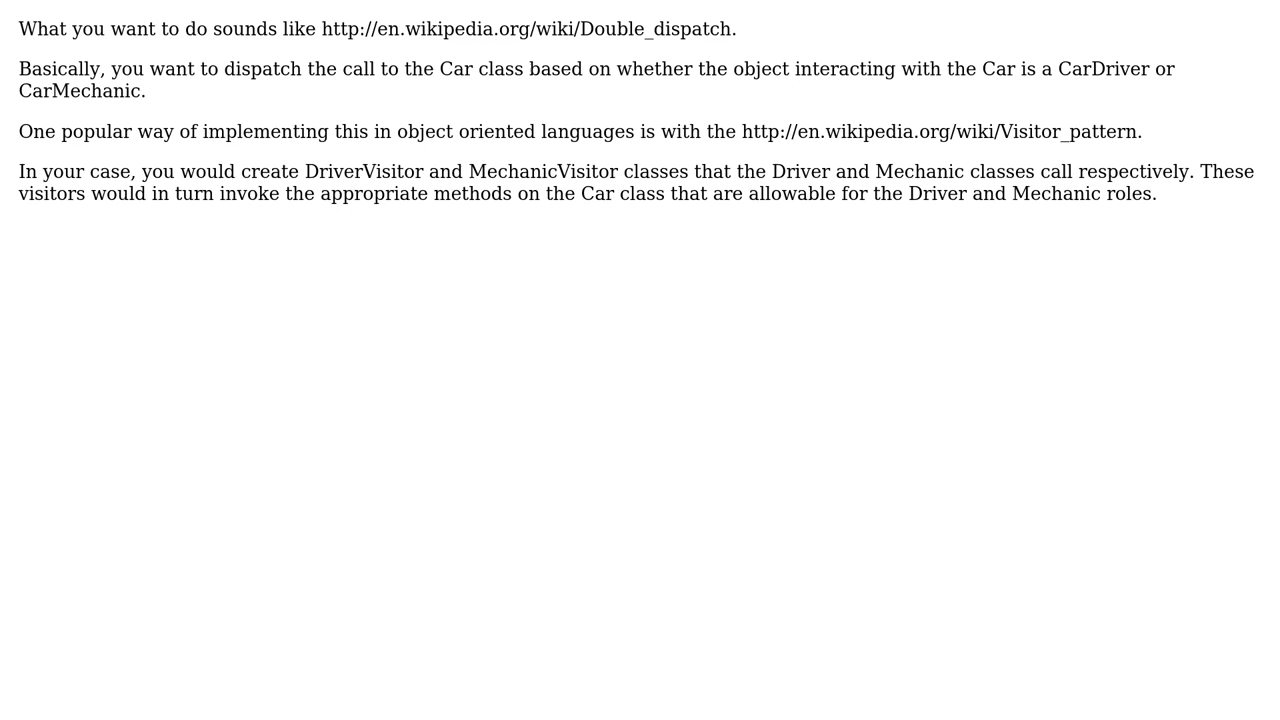 What you want to do sounds like http://en.wikipedia.org/wiki/Double_dispatch.
Basically, you want to dispatch the call to the Car class based on whether the object interacting with the Car is a CarDriver or
CarMechanic.
One popular way of implementing this in object oriented languages is with the http://en.wikipedia.org/wiki/Visitor_pattern.
In your case, you would create DriverVisitor and MechanicVisitor classes that the Driver and Mechanic classes call respectively. These
visitors would in turn invoke the appropriate methods on the Car class that are allowable for the Driver and Mechanic roles.